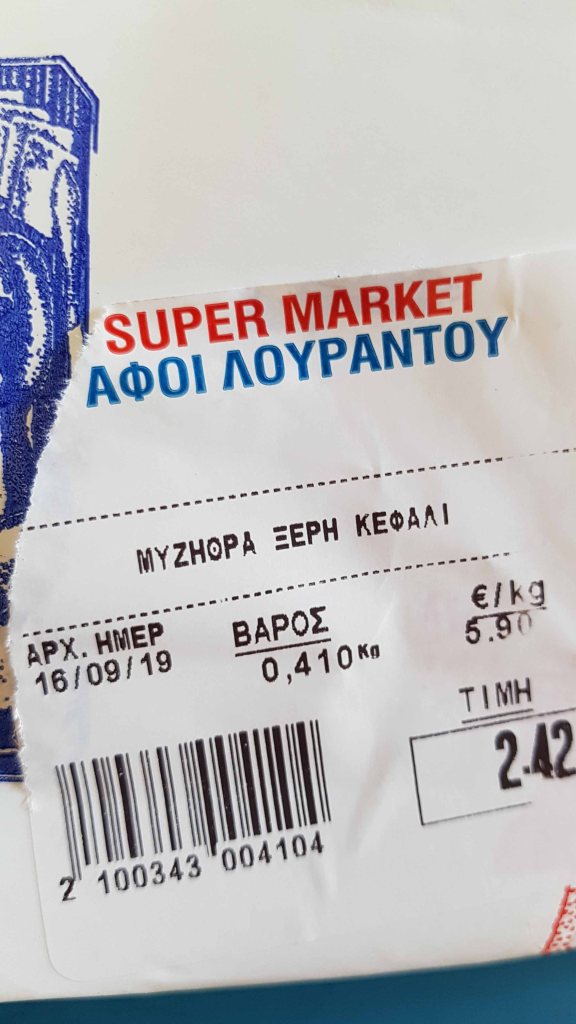 SUPER MARKET
ΑΦΟΙ ΛΟΥΡΑΝΤΟΥ
ΜΥΖΗΘΡΑ ΞΕΡΗ ΚΕΦΑΛΙ
ΑΡΧ. ΗΜΕΡ ΒΑΡΟΣ €/kg
16/09/19 0,410Kg 5.90
ΤΙΜΗ
2.42
2 100343 004104